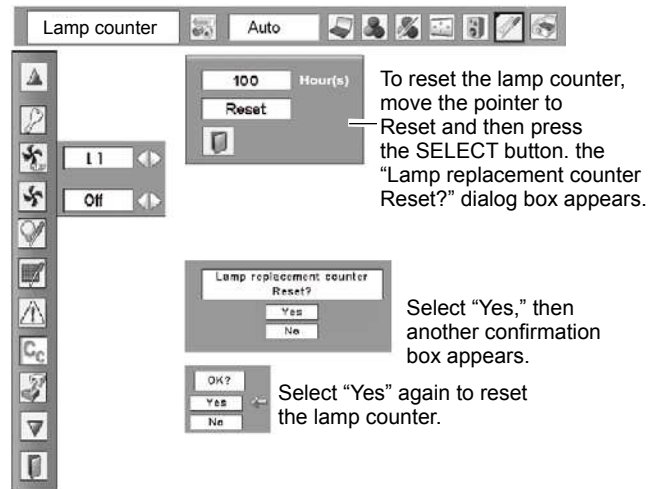 Lamp counter
Auto
100 Hour(s)
Reset
To reset the lamp counter,
move the pointer to
Reset and then press
the SELECT button. the
“Lamp replacement counter
Reset?” dialog box appears.
L1
Off
Cc
Lamp replacement counter
Reset?
Yes
No
Select “Yes,” then
another confirmation
box appears.
OK?
Yes
No
Select “Yes” again to reset
the lamp counter.